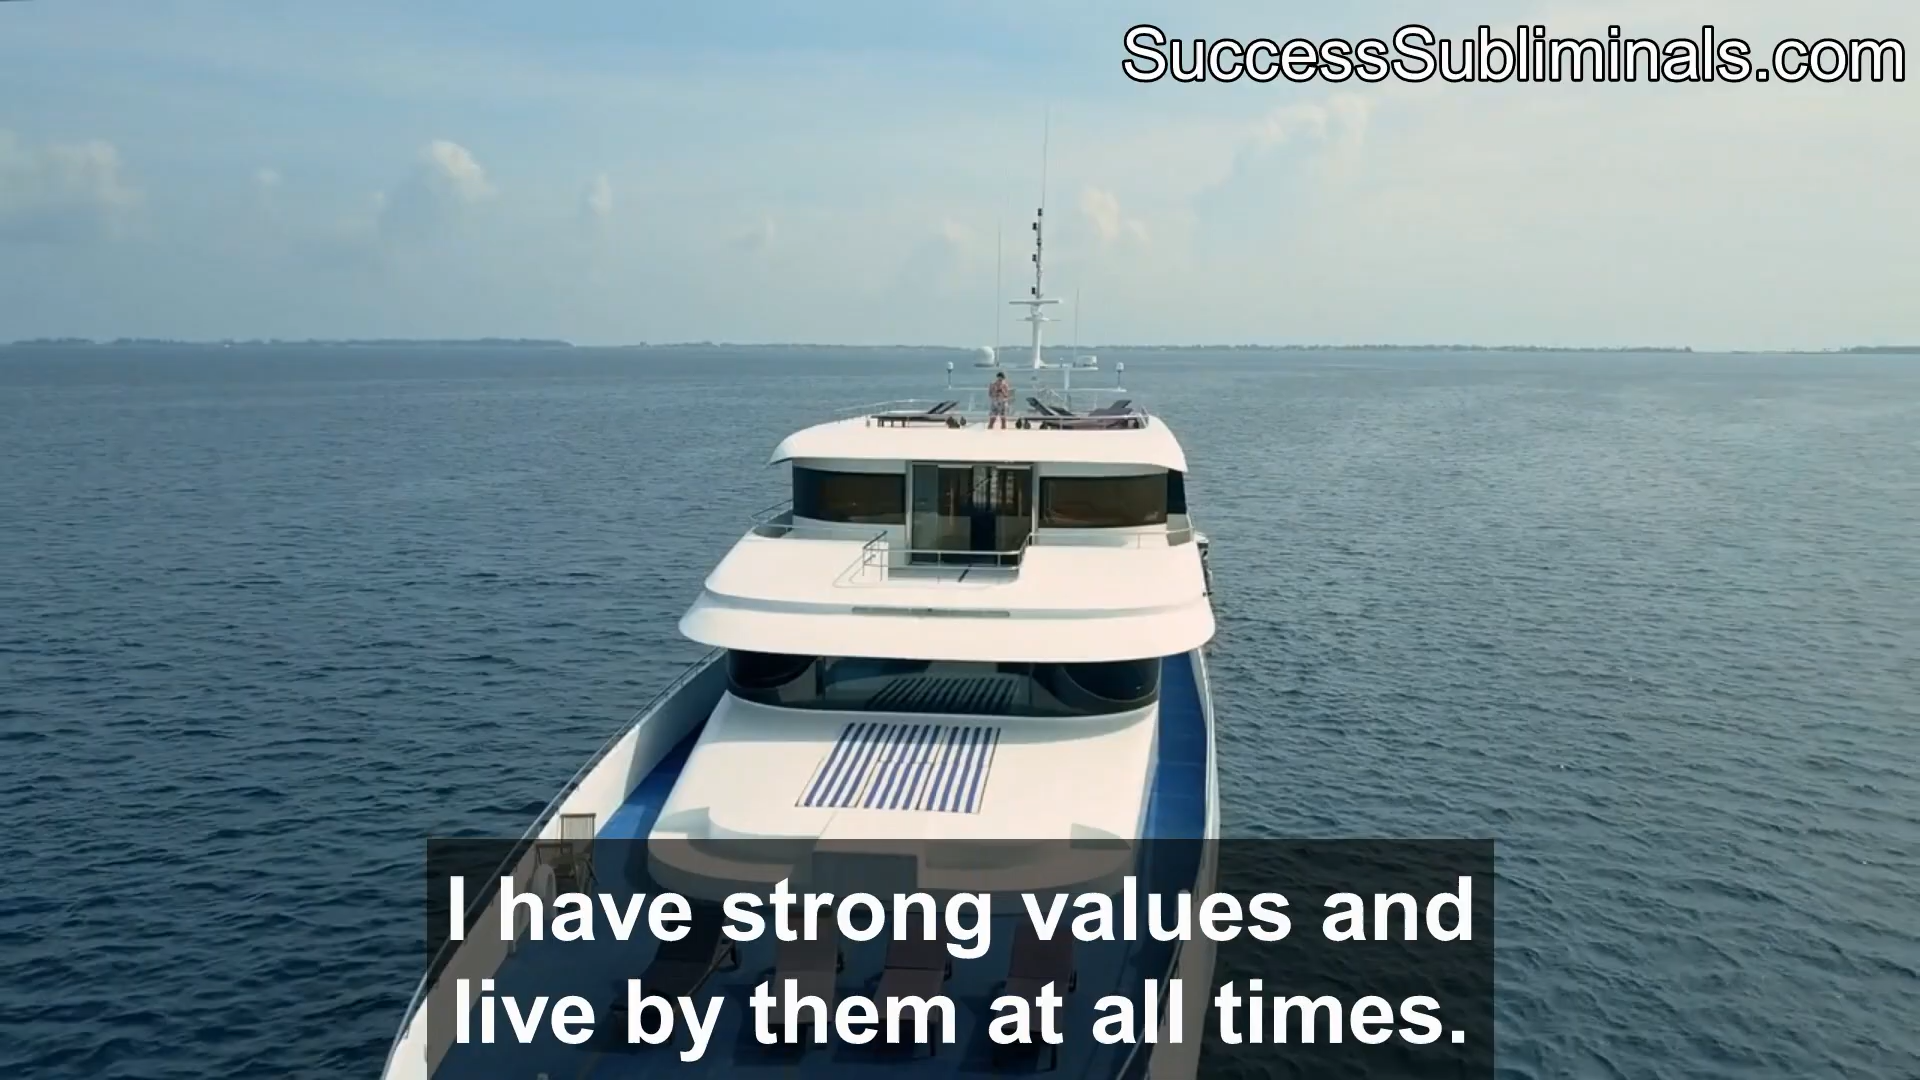 SuccessSubliminals.com
I have strong values and
live by them at all times.